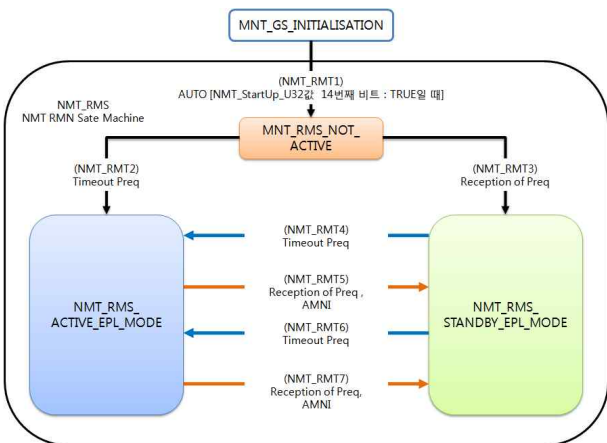 MNT_GS_INITIALISATION
(NMT_RMT1)
AUTO [NMT_StartUp_U32값 14번째 비트 : TRUE일 때]
NMT_RMS
NMT RMN Sate Machine
MNT_RMS_NOT_
ACTIVE
(NMT_RMT2)
Timeout Preq
(NMT_RMT3)
Reception of Preq
(NMT_RMT4)
Timeout Preq
(NMT_RMT5)
Reception of Preq ,
AMNI
NMT_RMS_
ACTIVE_EPL_MODE
NMT_RMS_
STANDBY_EPL_MODE
(NMT_RMT6)
Timeout Preq
(NMT_RMT7)
Reception of Preq,
AMNI